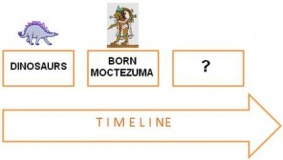 DINOSAURS
BORN
MOCTEZUMA
?
TIMELINE